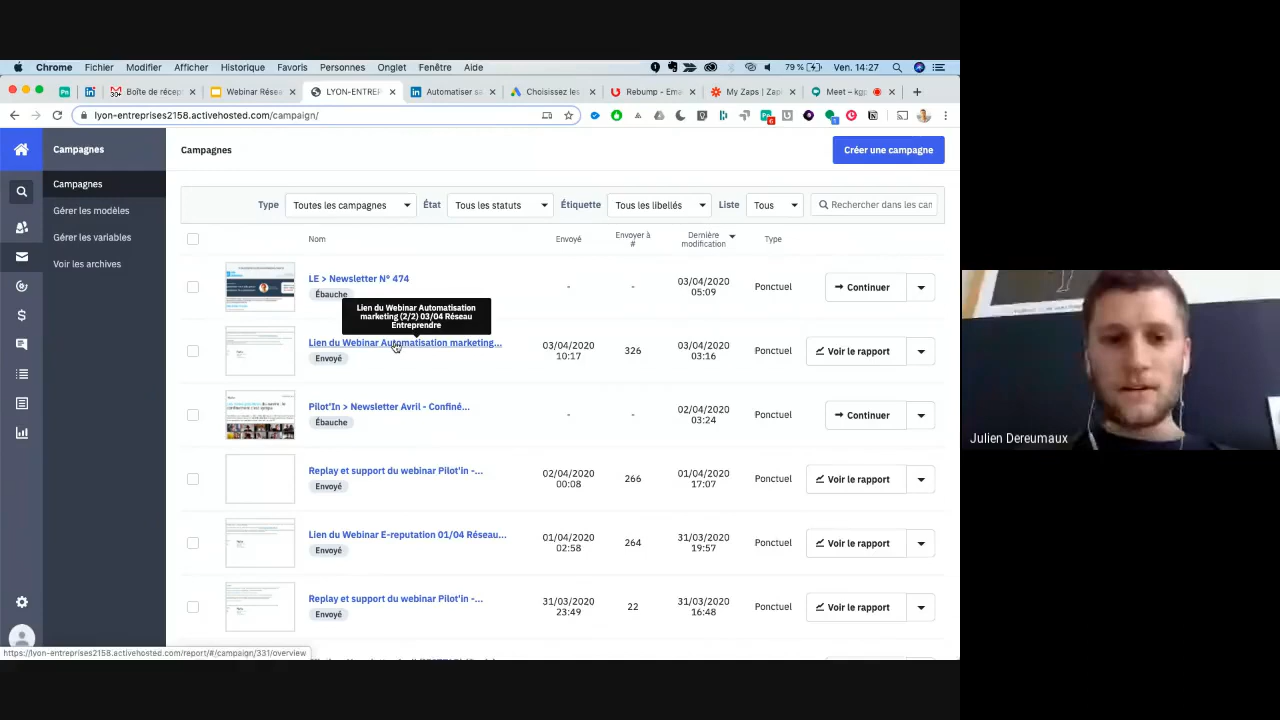 Chrome Fichier Modifier Afficher Historique Favoris Personnes Onglet Fenêtre Aide 79 % Ven. 14:27
Boîte de récep Webinar Résea LYON-ENTREP Automatiser sa Choisissez les Rebump - Emai My Zaps | Zapi Meet – kgp
lyon-entreprises2158.activehosted.com/campaign/
Campagnes
Campagnes
Gérer les modèles
Gérer les variables
Voir les archives
Campagnes
Créer une campagne
Type Toutes les campagnes État Tous les statuts Étiquette Tous les libellés Liste Tous Rechercher dans les can
Nom Envoyé Envoyer à # Dernière modification Type
LE > Newsletter N° 474
Ébauche
- - 03/04/2020 05:09 Ponctuel Continuer
Lien du Webinar Automatisation
marketing (2/2) 03/04 Réseau
Entreprendre
Lien du Webinar Automatisation marketing...
Envoyé
03/04/2020 10:17 326 03/04/2020 03:16 Ponctuel Voir le rapport
Pilot'In > Newsletter Avril - Confiné...
Ébauche
- - 02/04/2020 03:24 Ponctuel Continuer
Replay et support du webinar Pilot'in -...
Envoyé
02/04/2020 00:08 266 01/04/2020 17:07 Ponctuel Voir le rapport
Lien du Webinar E-reputation 01/04 Réseau...
Envoyé
01/04/2020 02:58 264 31/03/2020 19:57 Ponctuel Voir le rapport
Replay et support du webinar Pilot'in -...
Envoyé
31/03/2020 23:49 22 31/03/2020 16:48 Ponctuel Voir le rapport
https://lyon-entreprises2158.activehosted.com/report/#/campaign/331/overview
Julien Dereumaux